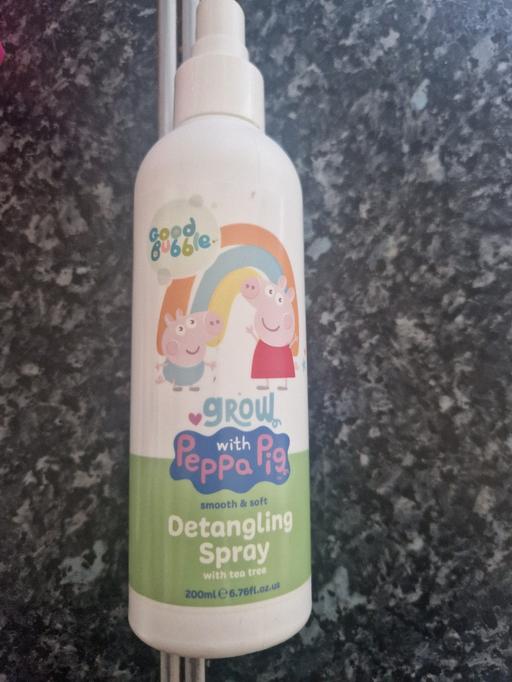 Good
Bubble
grow
with
Peppa Pig
smooth & soft
Detangling
Spray
with tea tree
200ml ℮ 6.76fl.oz.us